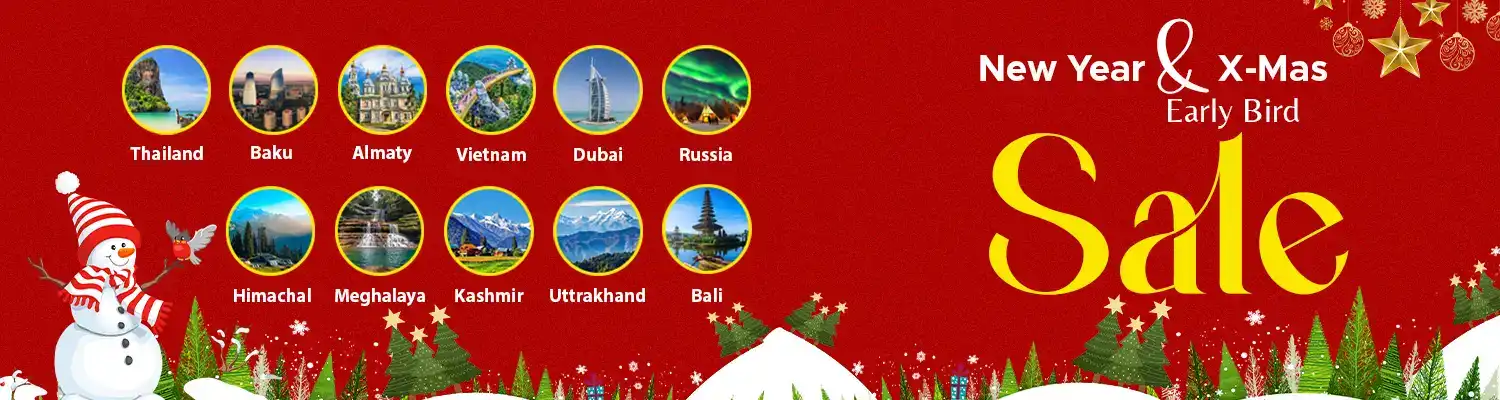 Thailand Baku Almaty Vietnam Dubai Russia
Himachal Meghalaya Kashmir Uttrakhand Bali
New Year & X-Mas
Early Bird
Sale